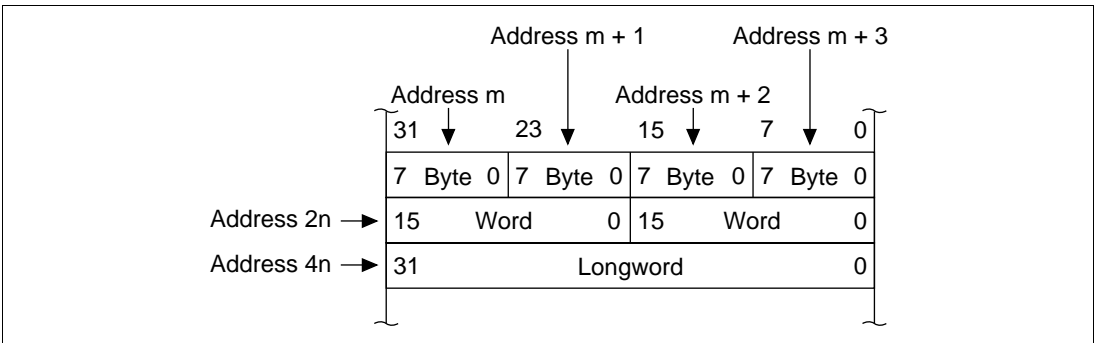 Address m + 1 Address m + 3
Address m Address m + 2
31 23 15 7 0
7 Byte 0 7 Byte 0 7 Byte 0 7 Byte 0
Address 2n 15 Word 0 15 Word 0
Address 4n 31 Longword 0